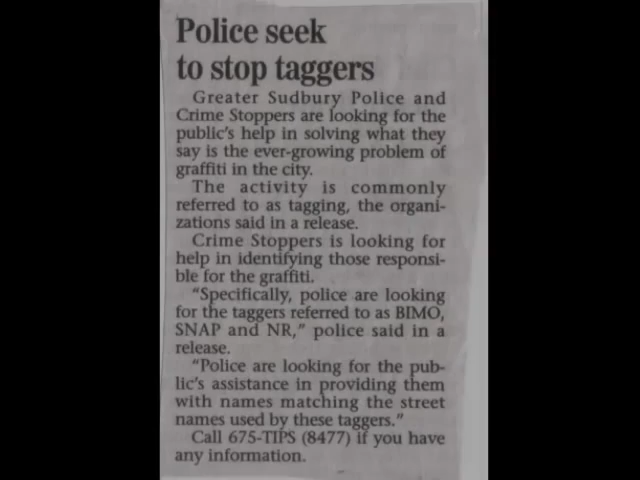 Police seek
to stop taggers
Greater Sudbury Police and
Crime Stoppers are looking for the
public's help in solving what they
say is the ever-growing problem of
graffiti in the city.
The activity is commonly
referred to as tagging, the organi-
zations said in a release.
Crime Stoppers is looking for
help in identifying those responsi-
ble for the graffiti.
"Specifically, police are looking
for the taggers referred to as BIMO,
SNAP and NR," police said in a
release.
"Police are looking for the pub-
lic's assistance in providing them
with names matching the street
names used by these taggers."
Call 675-TIPS (8477) if you have
any information.